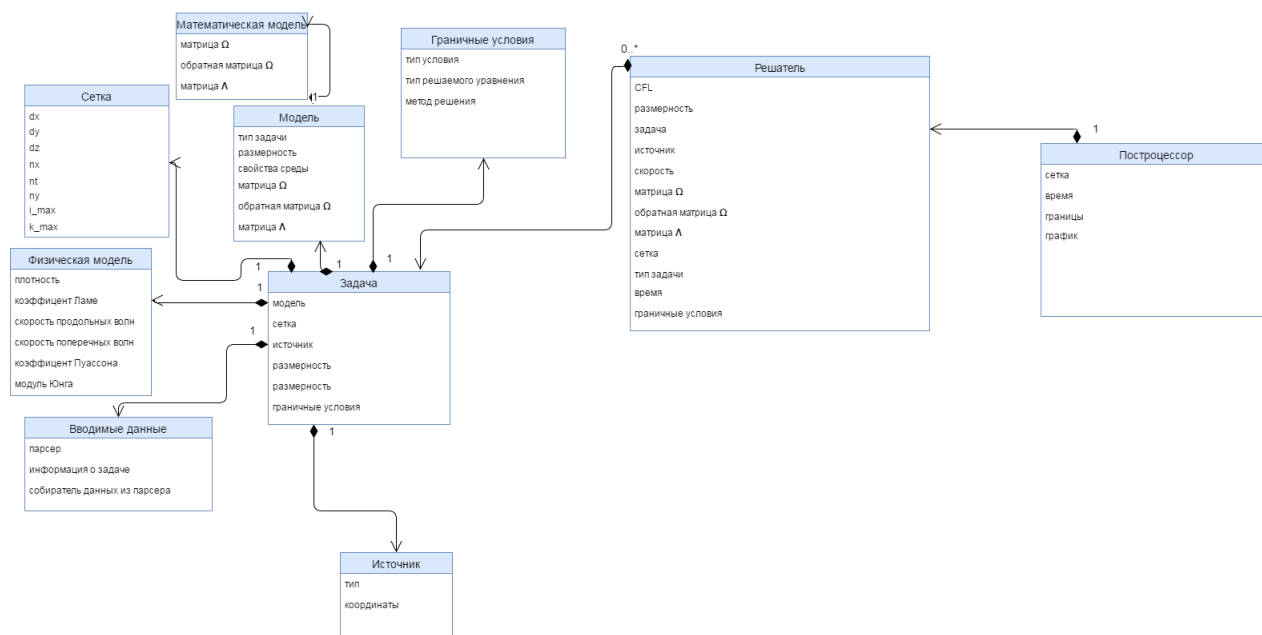 Математическая модель
матрица Ω
обратная матрица Ω
матрица Λ
Сетка
dx
dy
dz
nx
nt
ny
i_max
k_max
1
Модель
тип задачи
размерность
свойства среды
матрица Ω
обратная матрица Ω
матрица Λ
Граничные условия
тип условия
тип решаемого уравнения
метод решения
0..*
Решатель
CFL
размерность
задача
источник
скорость
матрица Ω
обратная матрица Ω
матрица Λ
сетка
тип задачи
время
граничные условия
1
Построцессор
сетка
время
границы
график
Физическая модель
плотность
коэффицент Ламе
скорость продольных волн
скорость поперечных волн
коэффицент Пуассона
модуль Юнга
1
1
1
1
1
Задача
модель
сетка
источник
размерность
размерность
граничные условия
1
Вводимые данные
парсер
информация о задаче
собиратель данных из парсера
Источник
тип
координаты